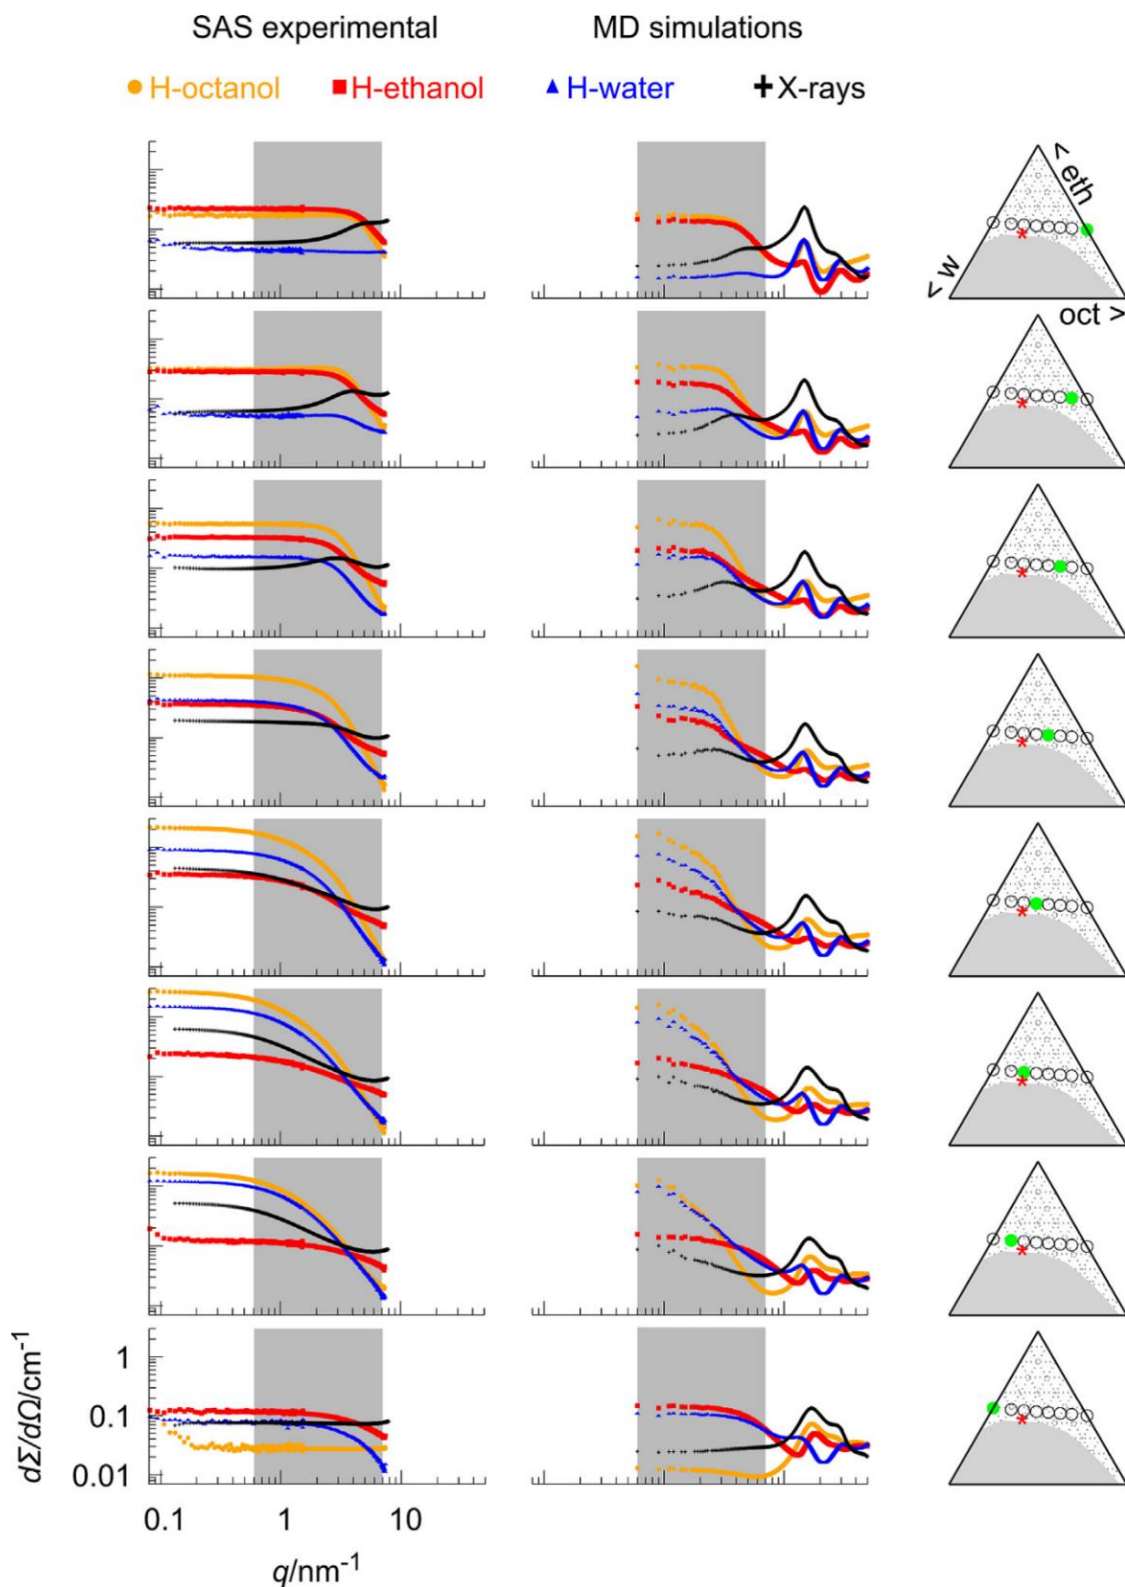 SAS experimental MD simulations
H-octanol H-ethanol H-water X-rays
< eth
< w
oct >
dΣ/dΩ/cm⁻¹
1
0.1
0.01
0.1 1 10
q/nm⁻¹